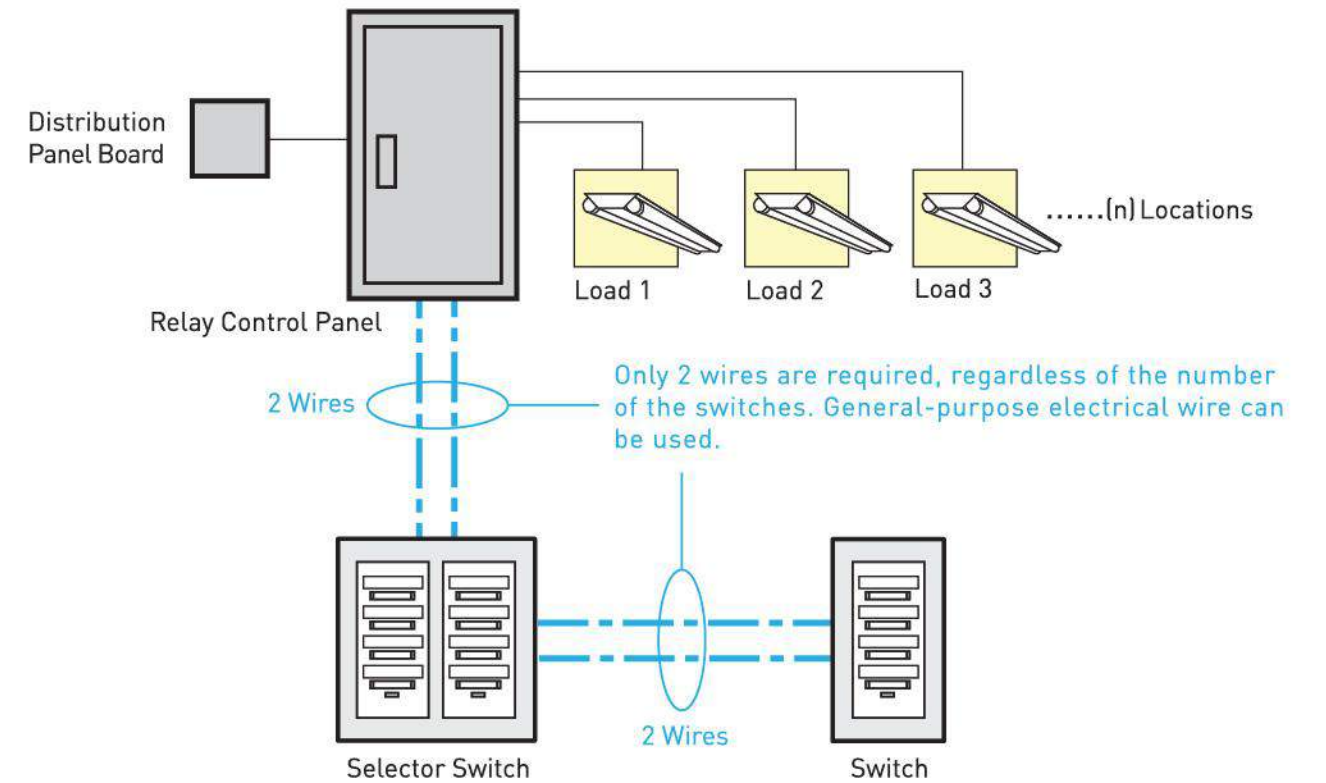 Distribution
Panel Board
......(n) Locations
Load 1
Load 2
Load 3
Relay Control Panel
2 Wires
Only 2 wires are required, regardless of the number
of the switches. General-purpose electrical wire can
be used.
2 Wires
Selector Switch
Switch